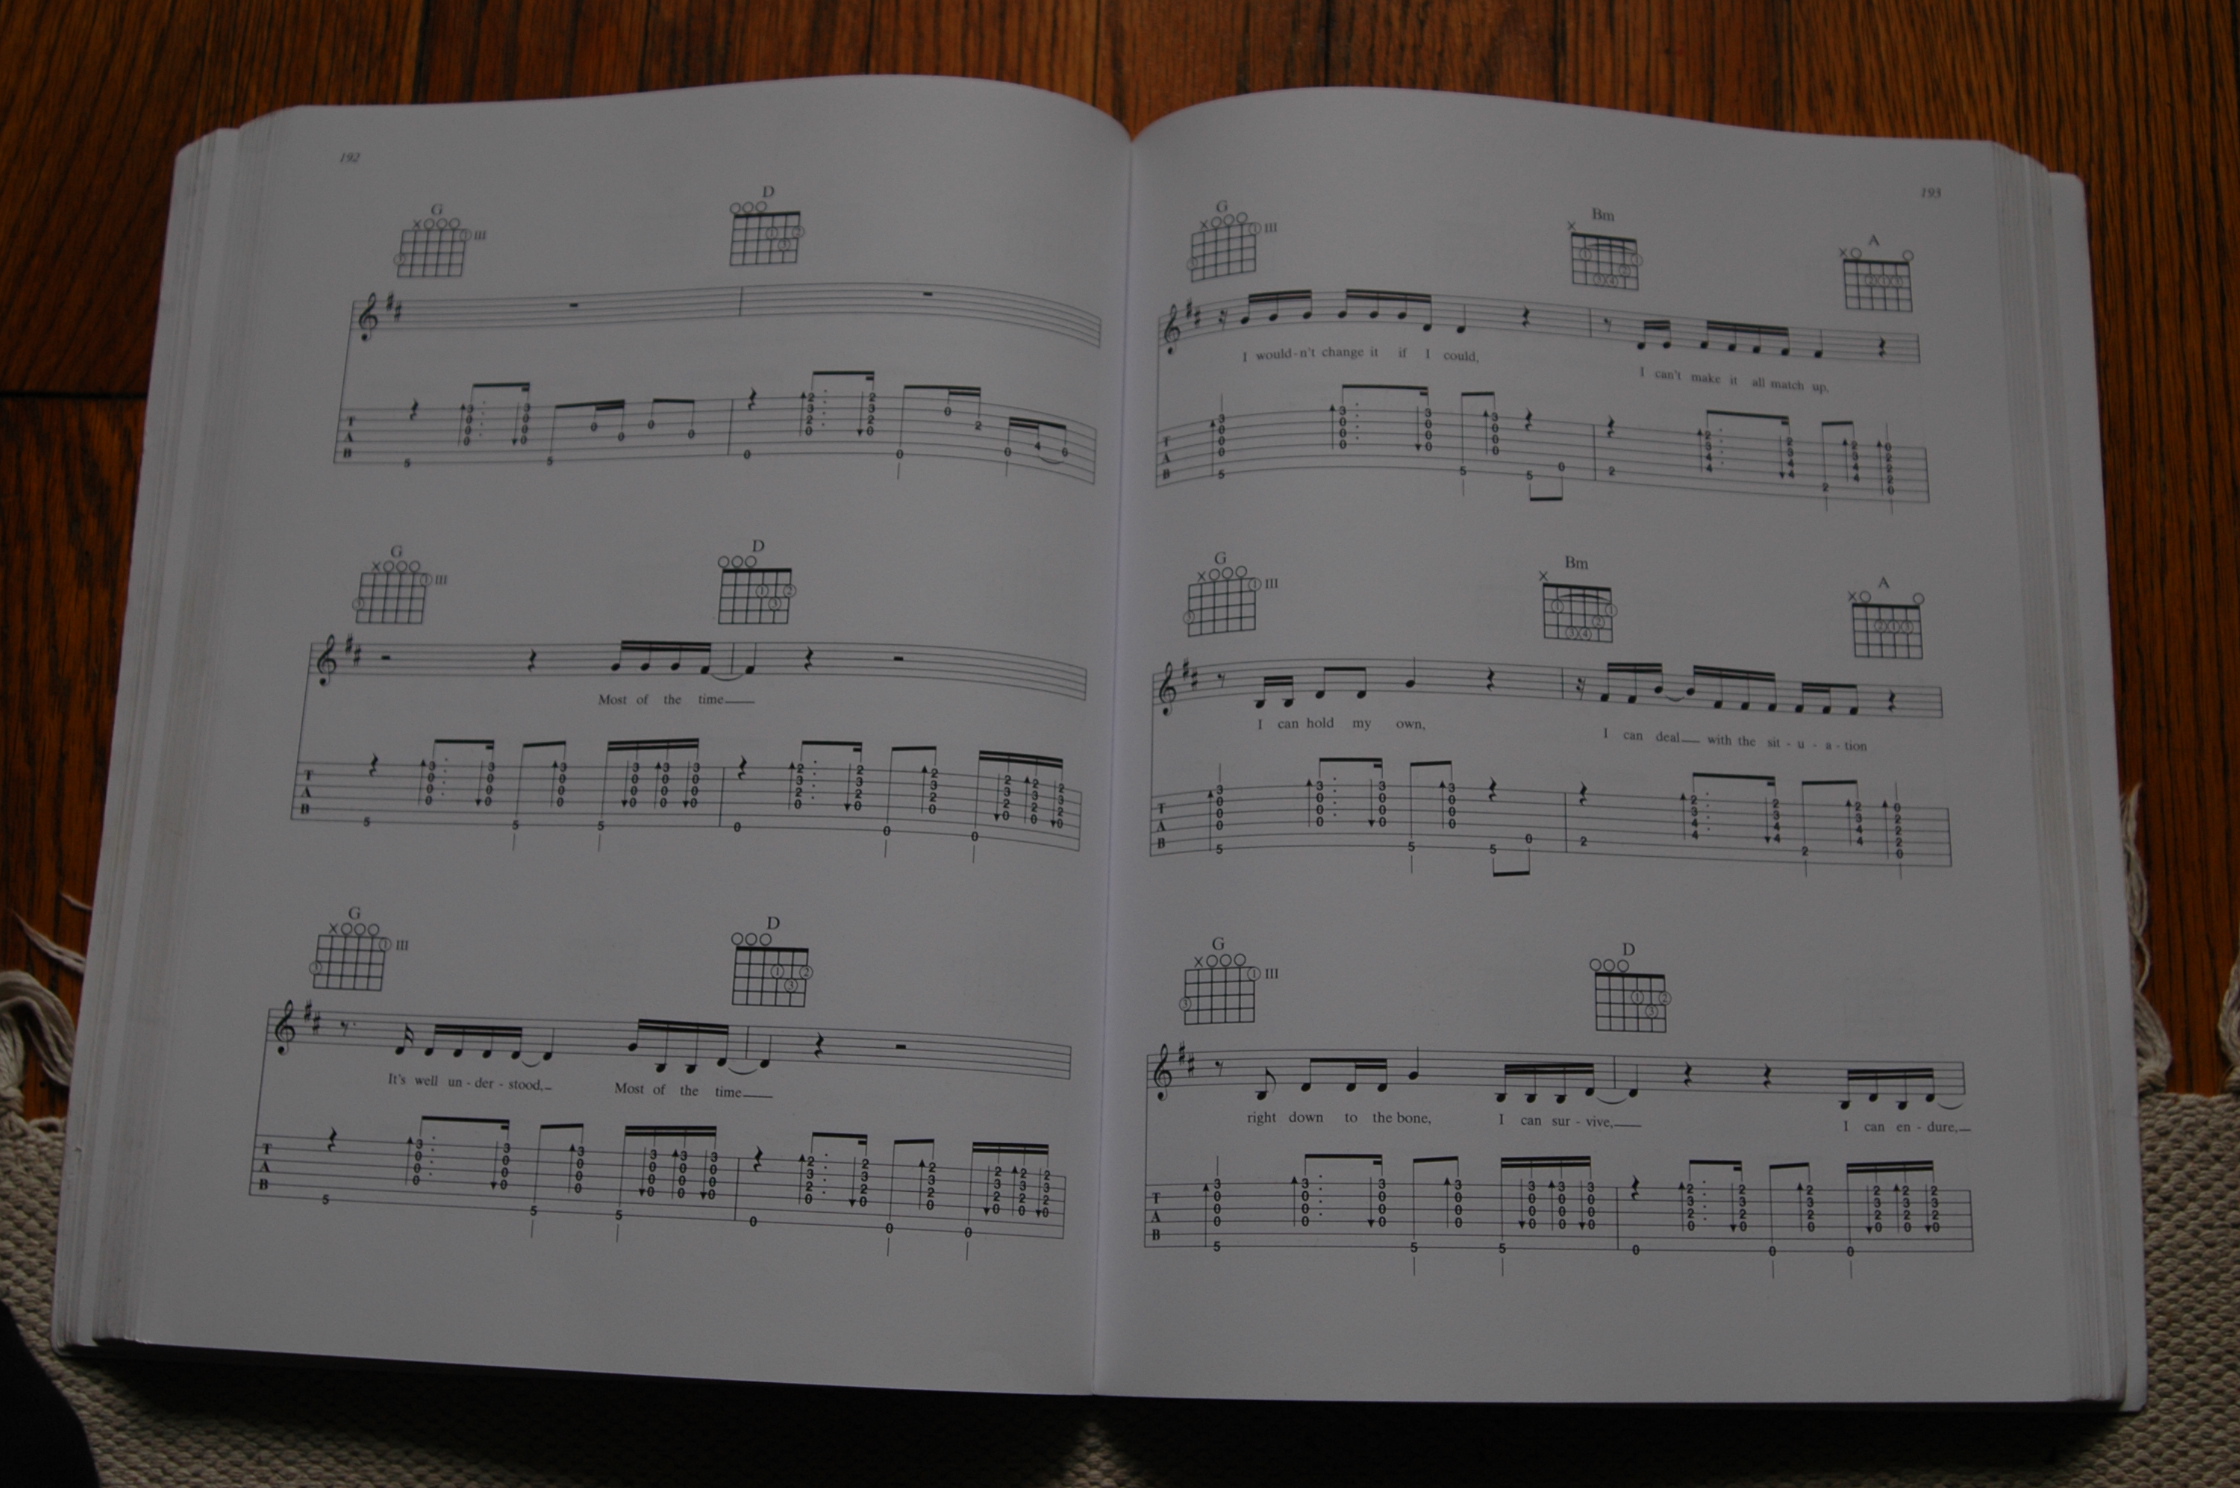 192
G D
III
G D
III
Most of the time
G D
III
It's well un - der - stood, Most of the time
193
G Bm A
III
I would-n't change it if I could, I can't make it all match up,
G Bm A
III
I can hold my own, I can deal with the sit - u - a - tion
G D
III
right down to the bone, I can sur - vive, I can en - dure,